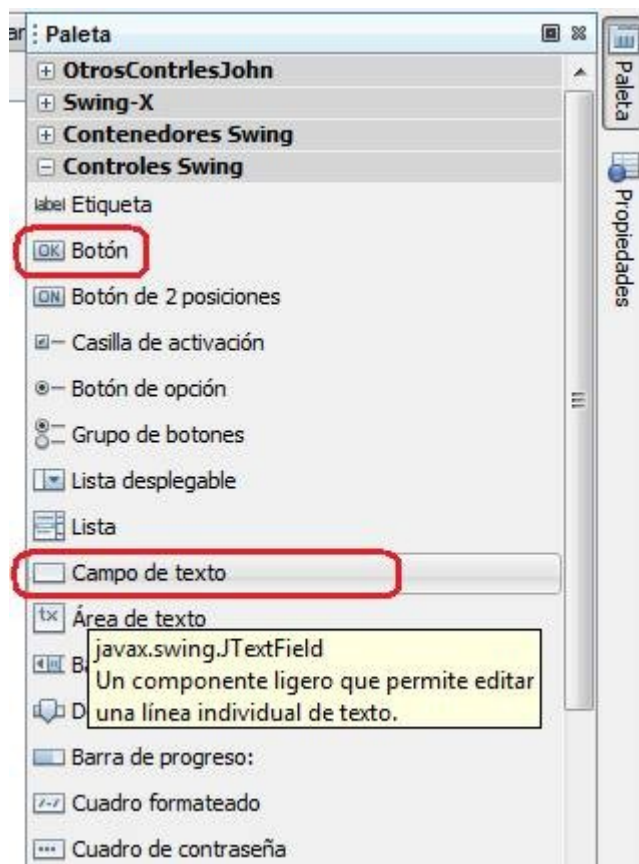 ar
Paleta
OtrosContrlesJohn
Swing-X
Contenedores Swing
Controles Swing
label Etiqueta
OK Botón
ON Botón de 2 posiciones
Casilla de activación
Botón de opción
Grupo de botones
Lista desplegable
Lista
Campo de texto
tx Área de texto
javax.swing.JTextField
Un componente ligero que permite editar
una línea individual de texto.
Barra de progreso:
Cuadro formateado
Cuadro de contraseña
Paleta
Propiedades